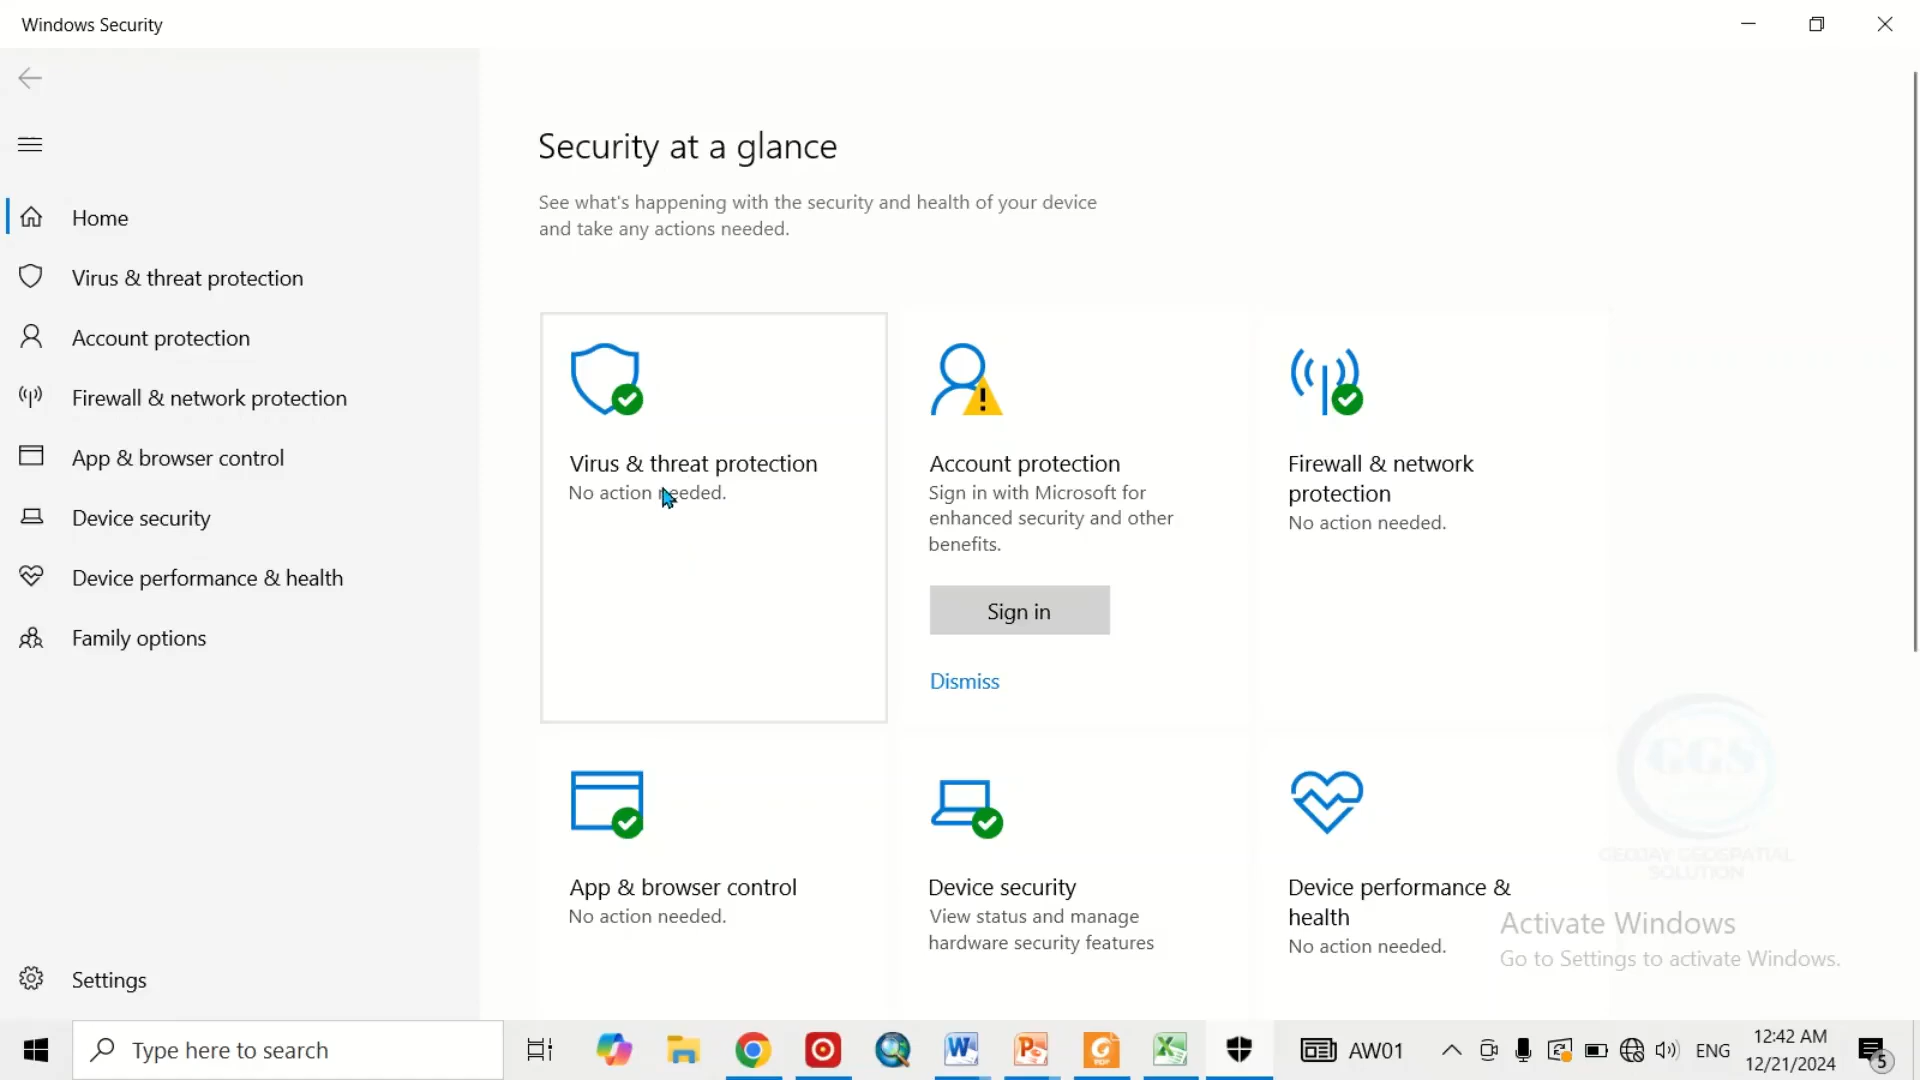 Windows Security
Home
Virus & threat protection
Account protection
Firewall & network protection
App & browser control
Device security
Device performance & health
Family options
Settings
Security at a glance
See what's happening with the security and health of your device
and take any actions needed.
Virus & threat protection
No action needed.
Account protection
Sign in with Microsoft for
enhanced security and other
benefits.
Sign in
Dismiss
Firewall & network
protection
No action needed.
App & browser control
No action needed.
Device security
View status and manage
hardware security features
Device performance &
health
No action needed.
GGS
GEOJAY GEOSPATIAL
SOLUTION
Activate Windows
Go to Settings to activate Windows.
Type here to search
AW01
ENG
12:42 AM
12/21/2024
5